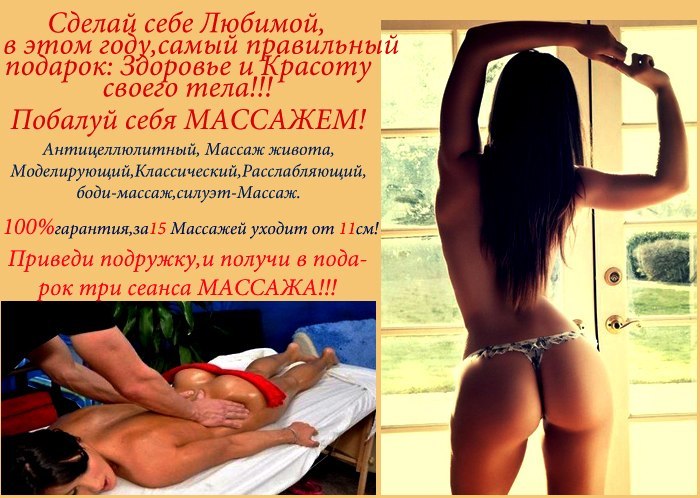 Сделай себе Любимой,
в этом году,самый правильный
подарок: Здоровье и Красоту
своего тела!!!
Побалуй себя МАССАЖЕМ!
Антицеллюлитный, Массаж живота,
Моделирующий,Классический,Расслабляющий,
боди-массаж,силуэт-Массаж.
100%гарантия,за15 Массажей уходит от 11см!
Приведи подружку,и получи в пода-
рок три сеанса МАССАЖА!!!